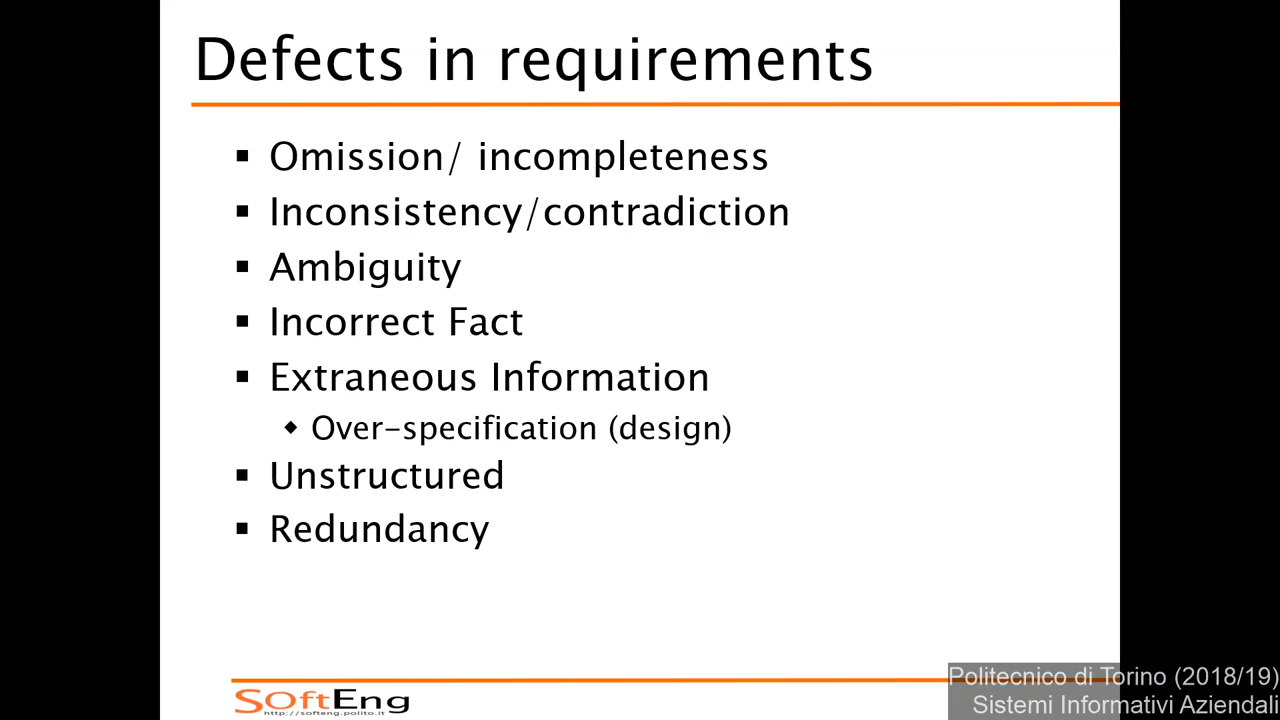 Defects in requirements
▪ Omission/ incompleteness
▪ Inconsistency/contradiction
▪ Ambiguity
▪ Incorrect Fact
▪ Extraneous Information
◆ Over-specification (design)
▪ Unstructured
▪ Redundancy
SoftEng
http://softeng.polito.it
Politecnico di Torino (2018/19)
Sistemi Informativi Aziendali